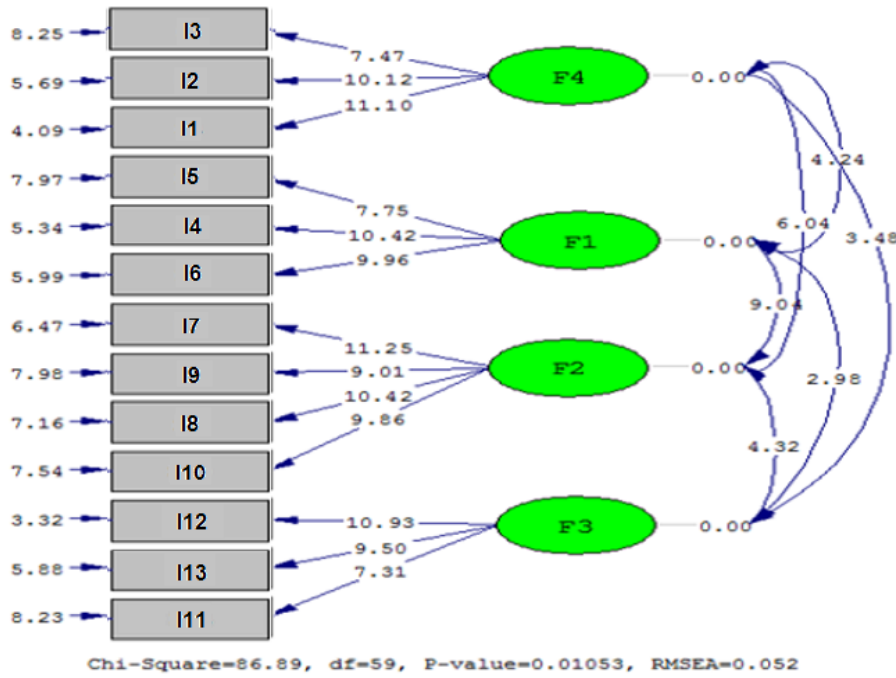 8.25 I3 7.47 F4 0.00
5.69 I2 10.12
4.09 I1 11.10
4.24
7.97 I5 7.75
5.34 I4 10.42 F1 0.00 6.04 3.48
5.99 I6 9.96
9.04
6.47 I7 11.25
7.98 I9 9.01 F2 0.00 2.98
7.16 I8 10.42
9.86
4.32
7.54 I10
3.32 I12 10.93 F3 0.00
5.88 I13 9.50
7.31
8.23 I11
Chi-Square=86.89, df=59, P-value=0.01053, RMSEA=0.052